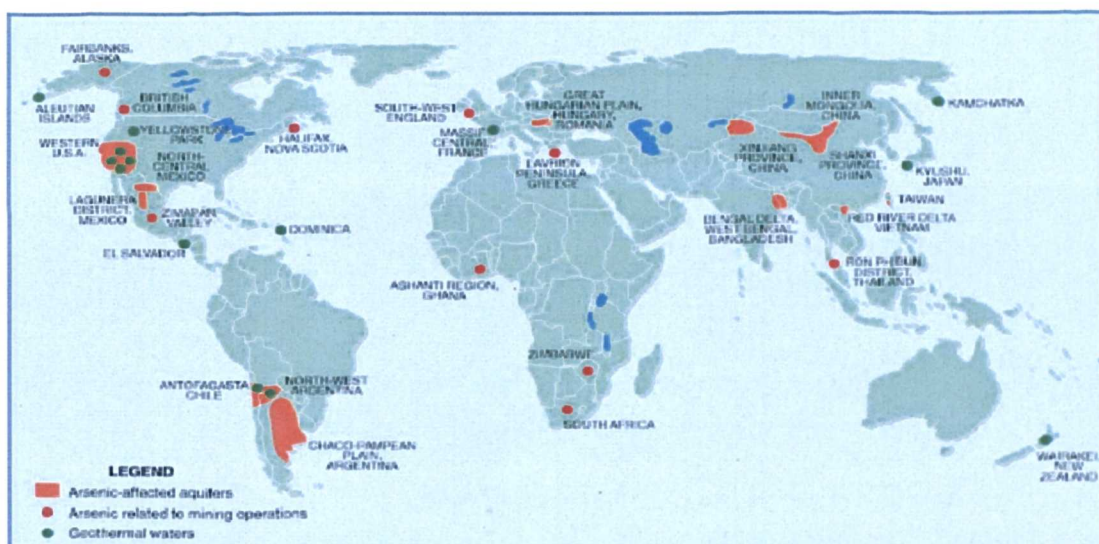 FAIRBANKS,
ALASKA
ALEUTIAN
ISLANDS
BRITISH
COLUMBIA
YELLOWSTONE
PARK
WESTERN
U.S.A.
NORTH-
CENTRAL
MEXICO
HALIFAX
NOVA SCOTIA
LAGUNERA
DISTRICT,
MEXICO
ZIMAPAN
VALLEY
EL SALVADOR
DOMINICA
ANTOFAGASTA
CHILE
NORTH-WEST
ARGENTINA
CHACO-PAMPEAN
PLAIN,
ARGENTINA
SOUTH-WEST
ENGLAND
MASSIF
CENTRAL,
FRANCE
GREAT
HUNGARIAN PLAIN,
HUNGARY,
ROMANIA
LAVRION
PENINSULA,
GREECE
ASHANTI REGION,
GHANA
ZIMBABWE
SOUTH AFRICA
INNER
MONGOLIA,
CHINA
XINJIANG
PROVINCE,
CHINA
SHANXI
PROVINCE,
CHINA
KAMCHATKA
KYUSHU,
JAPAN
TAIWAN
BENGAL DELTA,
WEST BENGAL,
BANGLADESH
RED RIVER DELTA
VIETNAM
RON PHIBUN
DISTRICT,
THAILAND
WAIRAKEI,
NEW
ZEALAND
LEGEND
Arsenic-affected aquifers
Arsenic related to mining operations
Geothermal waters